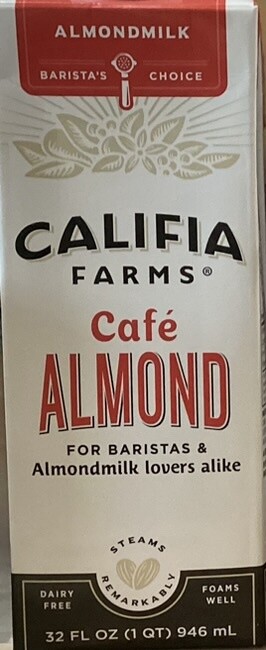 ALMONDMILK
BARISTA'S CHOICE
CALIFIA
FARMS®
Café
ALMOND
FOR BARISTAS &
Almondmilk lovers alike
STEAMS
REMARKABLY
DAIRY
FREE
FOAMS
WELL
32 FL OZ (1 QT) 946 mL